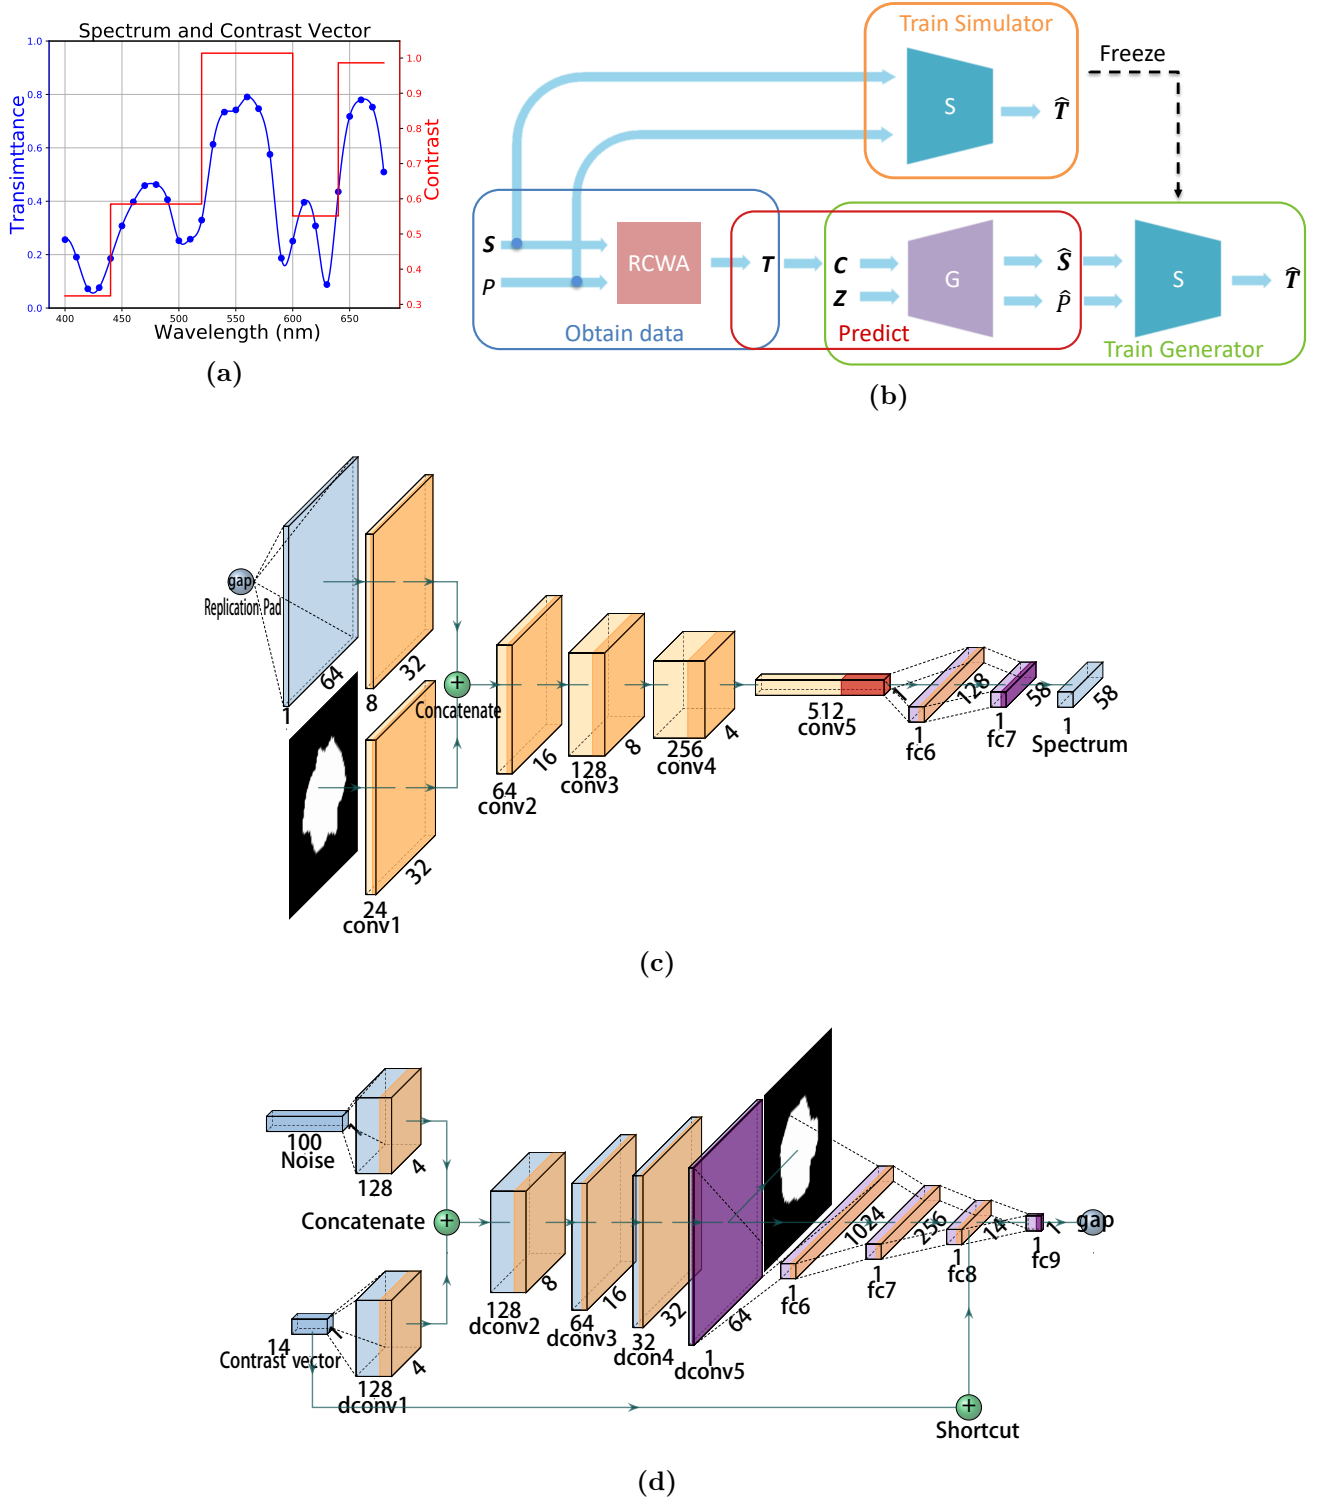 Spectrum and Contrast Vector
1.0
0.8
0.6
0.4
0.2
0.0
Transimttance
400
450
500
550
600
650
Wavelength (nm)
1.0
0.9
0.8
0.7
0.6
0.5
0.4
0.3
Contrast
(a)
Train Simulator
S
T̂
Freeze
S
P
RCWA
T
Obtain data
C
Z
G
Ŝ
P̂
Predict
S
T̂
Train Generator
(b)
gap
Replication Pad
1
64
8
32
24
conv1
32
Concatenate
64
conv2
16
128
conv3
8
256
conv4
4
512
conv5
1
1
fc6
128
1
fc7
58
1
Spectrum
58
(c)
100
Noise
1
128
4
Concatenate
14
Contrast vector
1
128
dconv1
4
128
dconv2
8
64
dconv3
16
32
dcon4
32
1
dconv5
64
1
fc6
1024
1
fc7
256
1
fc8
14
1
fc9
1
gap
Shortcut
(d)